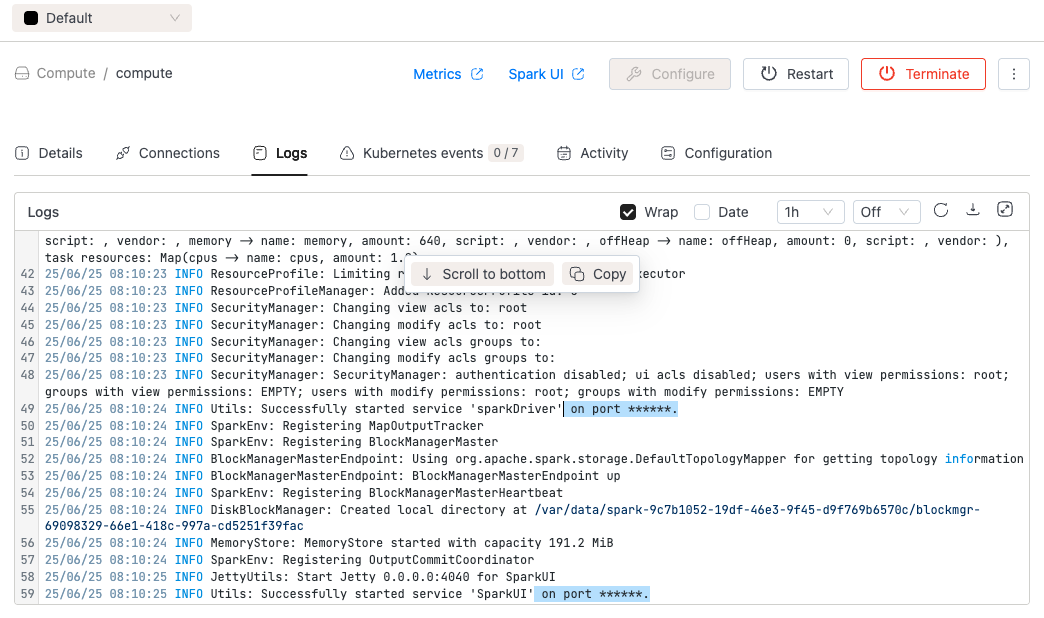 Default
Compute / compute
Metrics
Spark UI
Configure
Restart
Terminate
Details
Connections
Logs
Kubernetes events 0 / 7
Activity
Configuration
Logs
Wrap
Date
1h
Off
script: , vendor: , memory -> name: memory, amount: 640, script: , vendor: , offHeap -> name: offHeap, amount: 0, script: , vendor: ),
task resources: Map(cpus -> name: cpus, amount: 1.0)
Scroll to bottom
Copy
42 25/06/25 08:10:23 INFO ResourceProfile: Limiting
43 25/06/25 08:10:23 INFO ResourceProfileManager: Added
44 25/06/25 08:10:23 INFO SecurityManager: Changing view acls to: root
45 25/06/25 08:10:23 INFO SecurityManager: Changing modify acls to: root
46 25/06/25 08:10:23 INFO SecurityManager: Changing view acls groups to:
47 25/06/25 08:10:23 INFO SecurityManager: Changing modify acls groups to:
48 25/06/25 08:10:23 INFO SecurityManager: SecurityManager: authentication disabled; ui acls disabled; users with view permissions: root;
groups with view permissions: EMPTY; users with modify permissions: root; groups with modify permissions: EMPTY
49 25/06/25 08:10:24 INFO Utils: Successfully started service 'sparkDriver' on port ******.
50 25/06/25 08:10:24 INFO SparkEnv: Registering MapOutputTracker
51 25/06/25 08:10:24 INFO SparkEnv: Registering BlockManagerMaster
52 25/06/25 08:10:24 INFO BlockManagerMasterEndpoint: Using org.apache.spark.storage.DefaultTopologyMapper for getting topology information
53 25/06/25 08:10:24 INFO BlockManagerMasterEndpoint: BlockManagerMasterEndpoint up
54 25/06/25 08:10:24 INFO SparkEnv: Registering BlockManagerMasterHeartbeat
55 25/06/25 08:10:24 INFO DiskBlockManager: Created local directory at /var/data/spark-9c7b1052-19df-46e3-9f45-d9f769b6570c/blockmgr-
69098329-66e1-418c-997a-cd5251f39fac
56 25/06/25 08:10:24 INFO MemoryStore: MemoryStore started with capacity 191.2 MiB
57 25/06/25 08:10:24 INFO SparkEnv: Registering OutputCommitCoordinator
58 25/06/25 08:10:25 INFO JettyUtils: Start Jetty 0.0.0.0:4040 for SparkUI
59 25/06/25 08:10:25 INFO Utils: Successfully started service 'SparkUI' on port ******.